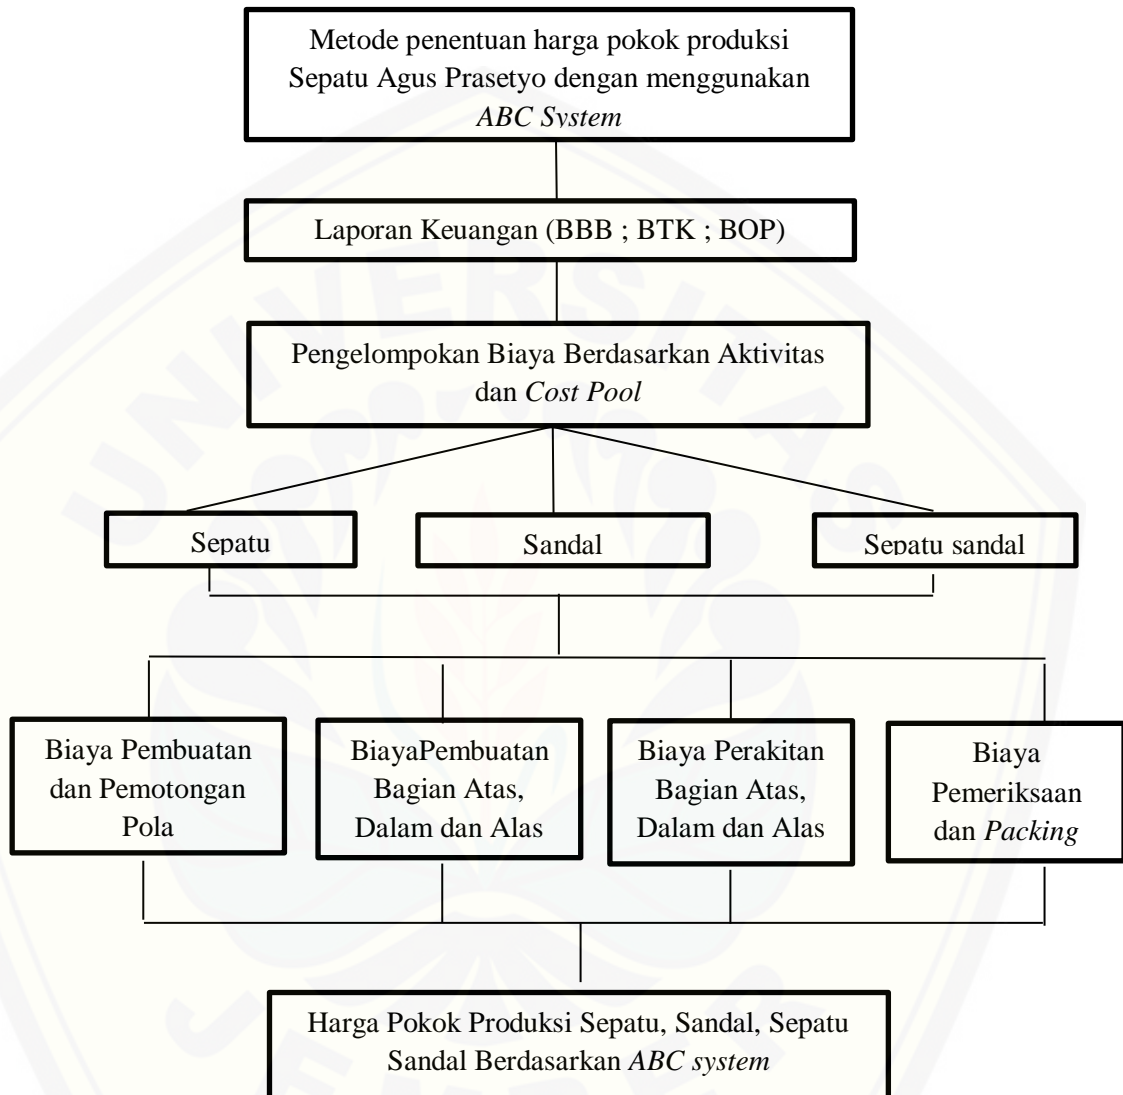 Metode penentuan harga pokok produksi
Sepatu Agus Prasetyo dengan menggunakan
ABC System
Laporan Keuangan (BBB ; BTK ; BOP)
Pengelompokan Biaya Berdasarkan Aktivitas
dan Cost Pool
Sepatu
Sandal
Sepatu sandal
Biaya Pembuatan
dan Pemotongan
Pola
BiayaPembuatan
Bagian Atas,
Dalam dan Alas
Biaya Perakitan
Bagian Atas,
Dalam dan Alas
Biaya
Pemeriksaan
dan Packing
Harga Pokok Produksi Sepatu, Sandal, Sepatu
Sandal Berdasarkan ABC system
UNIVERSITAS
JEMBER